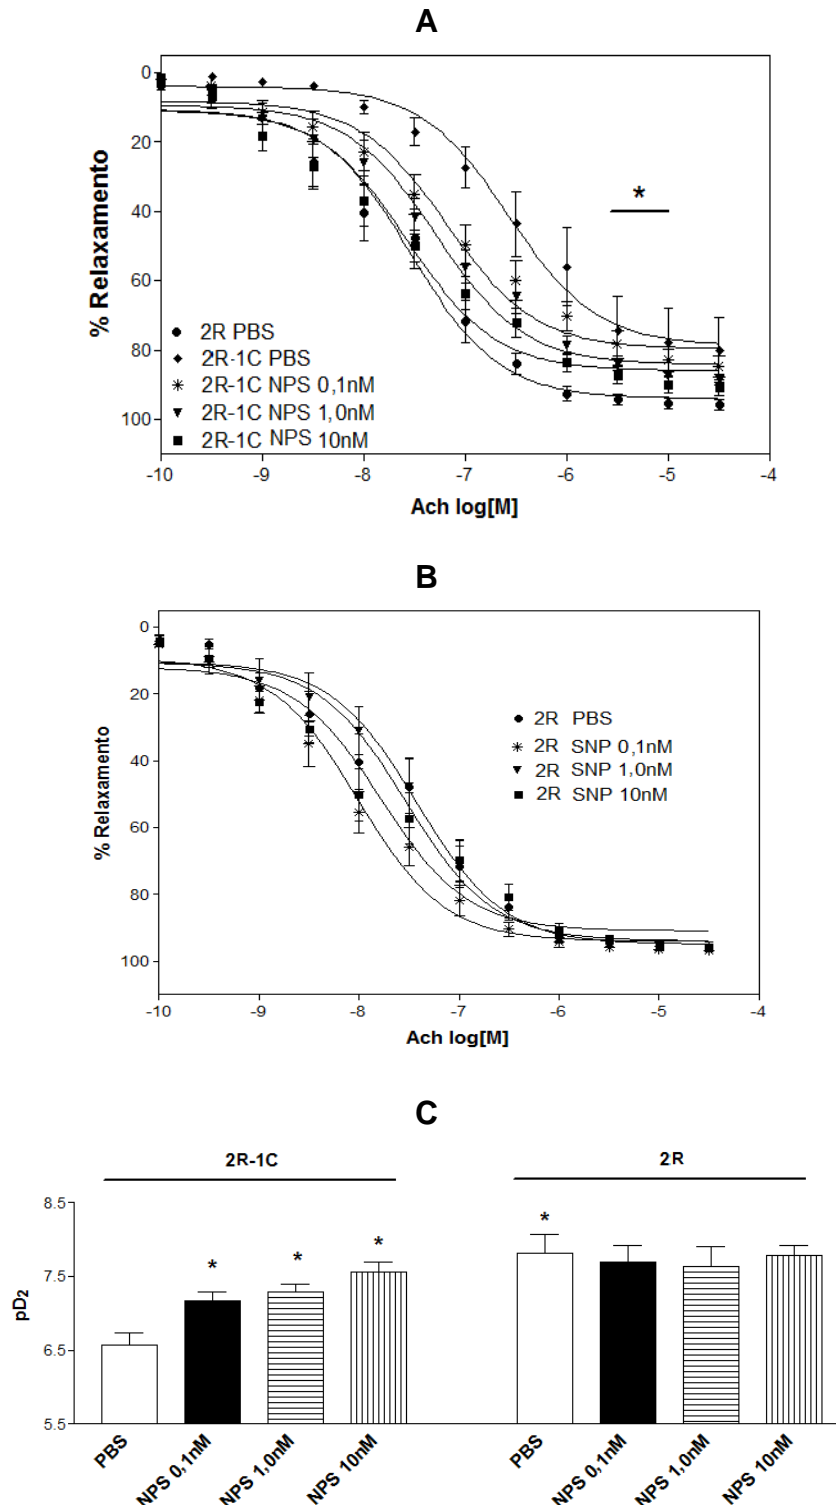 A
% Relaxamento
0
20
40
60
80
100
*
2R PBS
2R-1C PBS
2R-1C NPS 0,1nM
2R-1C NPS 1,0nM
2R-1C NPS 10nM
-10 -9 -8 -7 -6 -5 -4
Ach log[M]
B
% Relaxamento
0
20
40
60
80
100
2R PBS
2R SNP 0,1nM
2R SNP 1,0nM
2R SNP 10nM
-10 -9 -8 -7 -6 -5 -4
Ach log[M]
C
2R-1C 2R
pD2
8.5
7.5
6.5
5.5
* * * *
PBS NPS 0,1nM NPS 1,0nM NPS 10nM PBS NPS 0,1nM NPS 1,0nM NPS 10nM